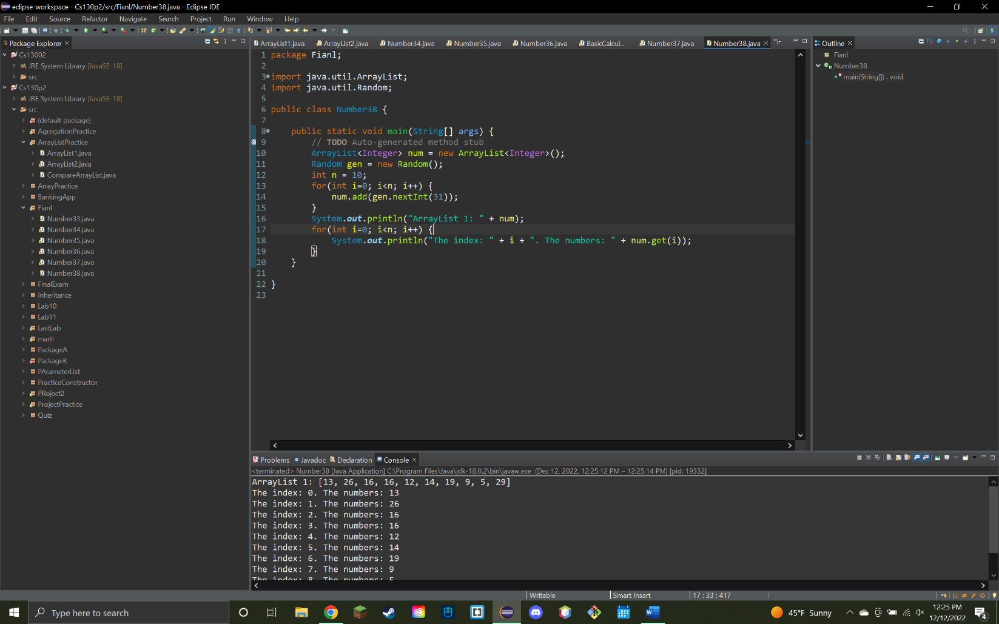 eclipse-workspace - Cs130p2/src/Fianl/Number38.java - Eclipse IDE
File Edit Source Refactor Navigate Search Project Run Window Help
Package Explorer
Cs13002
JRE System Library [JavaSE-18]
src
Cs130p2
JRE System Library [JavaSE-18]
src
(default package)
AgregationPractice
ArrayListPractice
ArrayList1.java
ArrayList2.java
CompareArrayList.java
ArrayPractice
BankingApp
Fianl
Number33.java
Number34.java
Number35.java
Number36.java
Number37.java
Number38.java
FinalExam
Inheritance
Lab10
Lab11
LastLab
marti
PackageA
PackageB
PArameterList
PracticeConstructor
PRoject2
ProjectPractice
Quiz
ArrayList1.java ArrayList2.java Number34.java Number35.java Number36.java BasicCalcul... Number37.java Number38.java »27
1 package Fianl;
2
3 import java.util.ArrayList;
4 import java.util.Random;
5
6 public class Number38 {
7
8 public static void main(String[] args) {
9 // TODO Auto-generated method stub
10 ArrayList<Integer> num = new ArrayList<Integer>();
11 Random gen = new Random();
12 int n = 10;
13 for(int i=0; i<n; i++) {
14 num.add(gen.nextInt(31));
15 }
16 System.out.println("ArrayList 1: " + num);
17 for(int i=0; i<n; i++) {
18 System.out.println("The index: " + i + ". The numbers: " + num.get(i));
19 }
20 }
21
22 }
23
Outline
Fianl
Number38
main(String[]) : void
Problems Javadoc Declaration Console
<terminated> Number38 [Java Application] C:\Program Files\Java\jdk-18.0.2\bin\javaw.exe (Dec 12, 2022, 12:25:12 PM – 12:25:14 PM) [pid: 19332]
ArrayList 1: [13, 26, 16, 16, 12, 14, 19, 9, 5, 29]
The index: 0. The numbers: 13
The index: 1. The numbers: 26
The index: 2. The numbers: 16
The index: 3. The numbers: 16
The index: 4. The numbers: 12
The index: 5. The numbers: 14
The index: 6. The numbers: 19
The index: 7. The numbers: 9
The index: 8. The numbers: 5
Writable Smart Insert 17 : 33 : 417
Type here to search
45°F Sunny
12:25 PM
12/12/2022
4